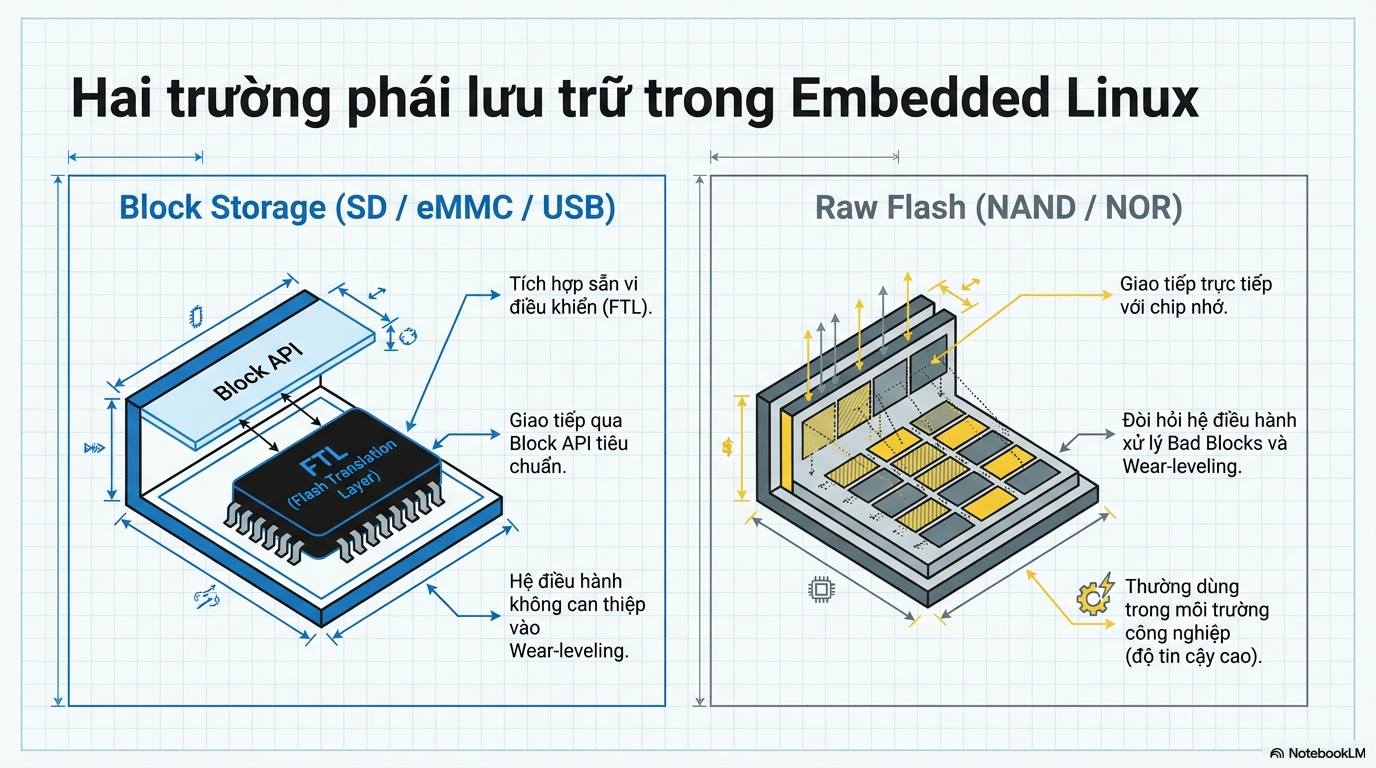 Hai trường phái lưu trữ trong Embedded Linux
Block Storage (SD / eMMC / USB)
Block API
FTL
(Flash Translation
Layer)
Tích hợp sẵn vi
điều khiển (FTL).
Giao tiếp qua
Block API tiêu
chuẩn.
Hệ điều hành
không can thiệp
vào
Wear-leveling.
Raw Flash (NAND / NOR)
Giao tiếp trực tiếp
với chip nhớ.
Đòi hỏi hệ điều hành
xử lý Bad Blocks và
Wear-leveling.
Thường dùng
trong môi trường
công nghiệp
(độ tin cậy cao).
NotebookLM